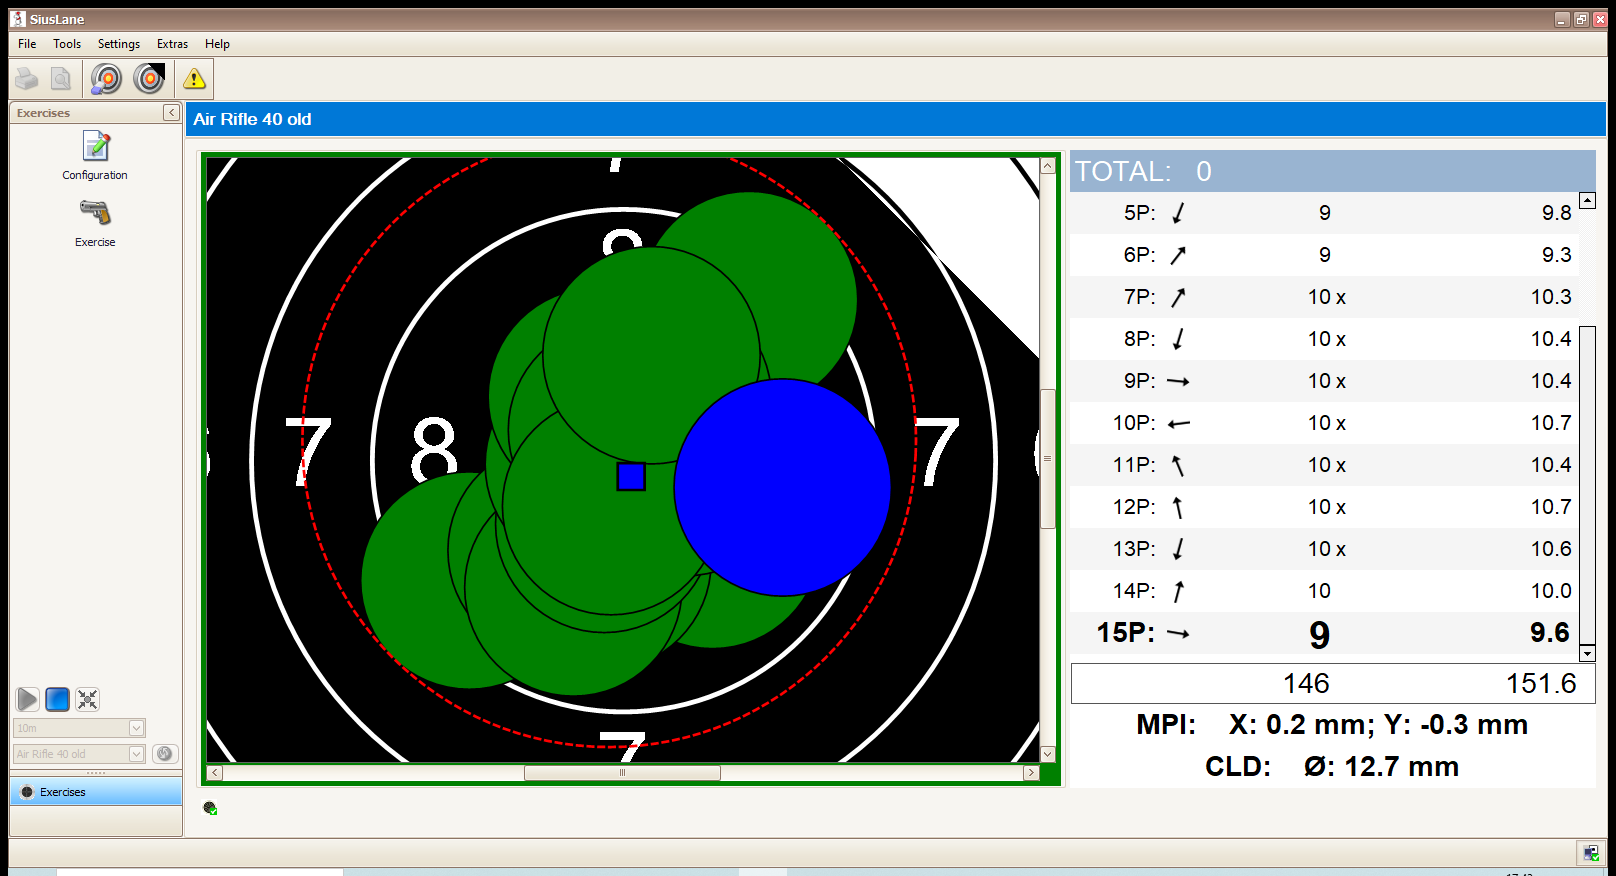 SiusLane
File Tools Settings Extras Help
Exercises
Air Rifle 40 old
Configuration
Exercise
7
8
7
8
7
7
TOTAL: 0
5P: 9 9.8
6P: 9 9.3
7P: 10 x 10.3
8P: 10 x 10.4
9P: 10 x 10.4
10P: 10 x 10.7
11P: 10 x 10.4
12P: 10 x 10.7
13P: 10 x 10.6
14P: 10 10.0
15P: 9 9.6
146 151.6
MPI: X: 0.2 mm; Y: -0.3 mm
CLD: Ø: 12.7 mm
10m
Air Rifle 40 old
Exercises